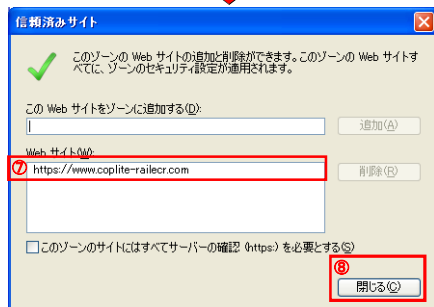 信頼済みサイト
このゾーンの Web サイトの追加と削除ができます。このゾーンの Web サイトす
べてに、ゾーンのセキュリティ設定が適用されます。
この Web サイトをゾーンに追加する(D):
追加(A)
Web サイト(W):
⑦ https://www.coplite-railecr.com
削除(R)
このゾーンのサイトにはすべてサーバーの確認 (https:) を必要とする(S)
⑧
閉じる(C)